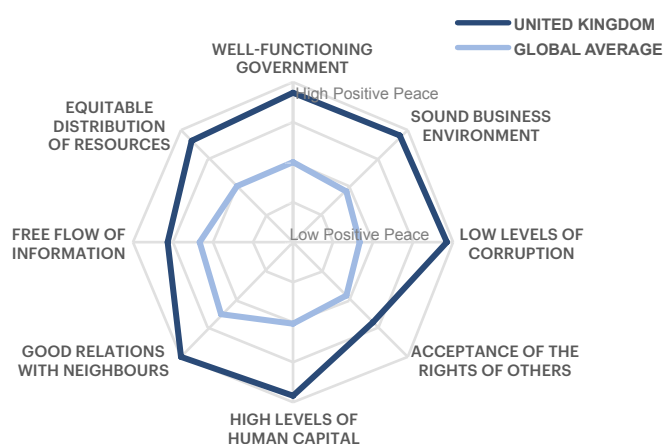 UNITED KINGDOM
GLOBAL AVERAGE
WELL-FUNCTIONING
GOVERNMENT
High Positive Peace
SOUND BUSINESS
ENVIRONMENT
EQUITABLE
DISTRIBUTION
OF RESOURCES
FREE FLOW OF
INFORMATION
Low Positive Peace
LOW LEVELS OF
CORRUPTION
GOOD RELATIONS
WITH NEIGHBOURS
ACCEPTANCE OF THE
RIGHTS OF OTHERS
HIGH LEVELS OF
HUMAN CAPITAL